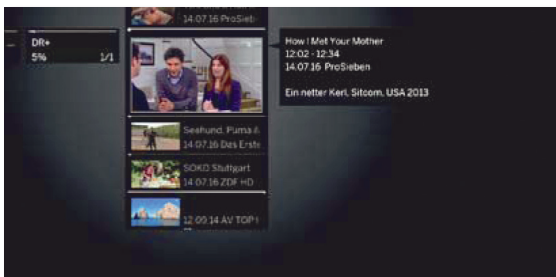 14.07.16 ProSieb
DR+
5% 1/1
How I Met Your Mother
12:02 - 12:34
14.07.16 ProSieben
Ein netter Kerl, Sitcom, USA 2013
Seehund, Puma &
14.07.16 Das Erste
SOKO Stuttgart
14.07.16 ZDF HD
12.09.14 AV TOP